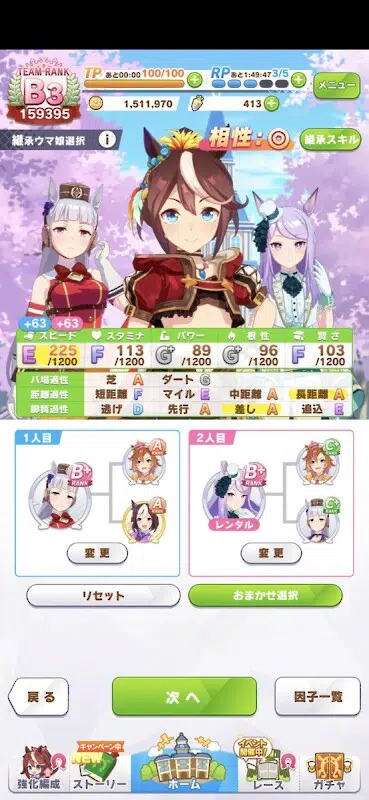 TEAM RANK
B3
159395
TP あと00:00 100/100
RP あと1:49:47 3/5
メニュー
1,511,970
413
継承ウマ娘選択 i
相性:◎
継承スキル
+63 +63
スピード スタミナ パワー 根性 賢さ
E 225/1200 F 113/1200 G+ 89/1200 G+ 96/1200 F 103/1200
バ場適性 芝 A ダート G
距離適性 短距離 F マイル E 中距離 A 長距離 A
脚質適性 逃げ D 先行 A 差し A 追込 E
1人目
2人目
B+ RANK
A RANK
A RANK
B+ RANK
レンタル
C+ RANK
C+ RANK
変更
変更
リセット
おまかせ選択
戻る
次へ
因子一覧
キャンペーン中
NEW
イベント開催中!
強化編成
ストーリー
ホーム
レース
ガチャ